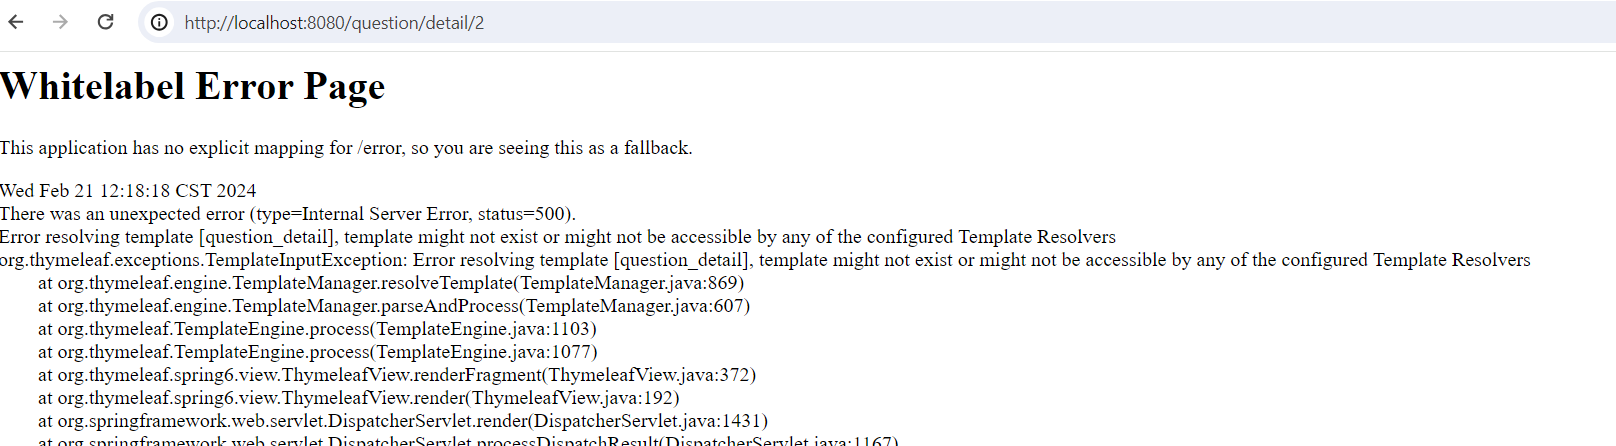 http://localhost:8080/question/detail/2
Whitelabel Error Page
This application has no explicit mapping for /error, so you are seeing this as a fallback.
Wed Feb 21 12:18:18 CST 2024
There was an unexpected error (type=Internal Server Error, status=500).
Error resolving template [question_detail], template might not exist or might not be accessible by any of the configured Template Resolvers
org.thymeleaf.exceptions.TemplateInputException: Error resolving template [question_detail], template might not exist or might not be accessible by any of the configured Template Resolvers
at org.thymeleaf.engine.TemplateManager.resolveTemplate(TemplateManager.java:869)
at org.thymeleaf.engine.TemplateManager.parseAndProcess(TemplateManager.java:607)
at org.thymeleaf.TemplateEngine.process(TemplateEngine.java:1103)
at org.thymeleaf.TemplateEngine.process(TemplateEngine.java:1077)
at org.thymeleaf.spring6.view.ThymeleafView.renderFragment(ThymeleafView.java:372)
at org.thymeleaf.spring6.view.ThymeleafView.render(ThymeleafView.java:192)
at org.springframework.web.servlet.DispatcherServlet.render(DispatcherServlet.java:1431)
at org.springframework.web.servlet.DispatcherServlet.processDispatchResult(DispatcherServlet.java:1167)